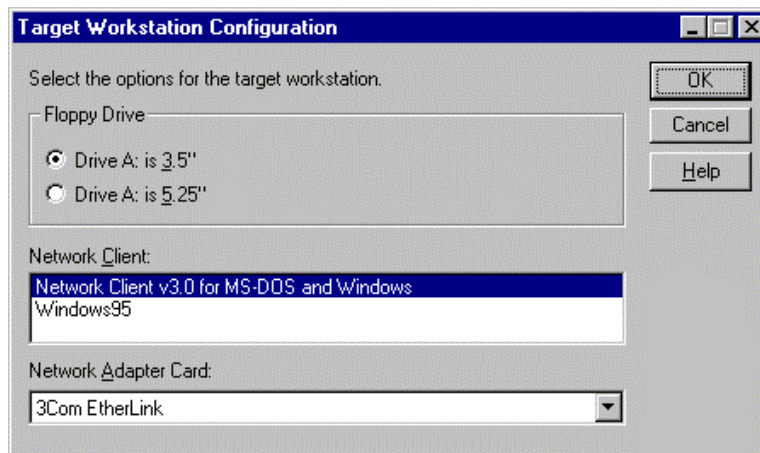 Target Workstation Configuration
Select the options for the target workstation.
OK
Floppy Drive
Cancel
Drive A: is 3.5"
Help
Drive A: is 5.25"
Network Client:
Network Client v3.0 for MS-DOS and Windows
Windows95
Network Adapter Card:
3Com EtherLink